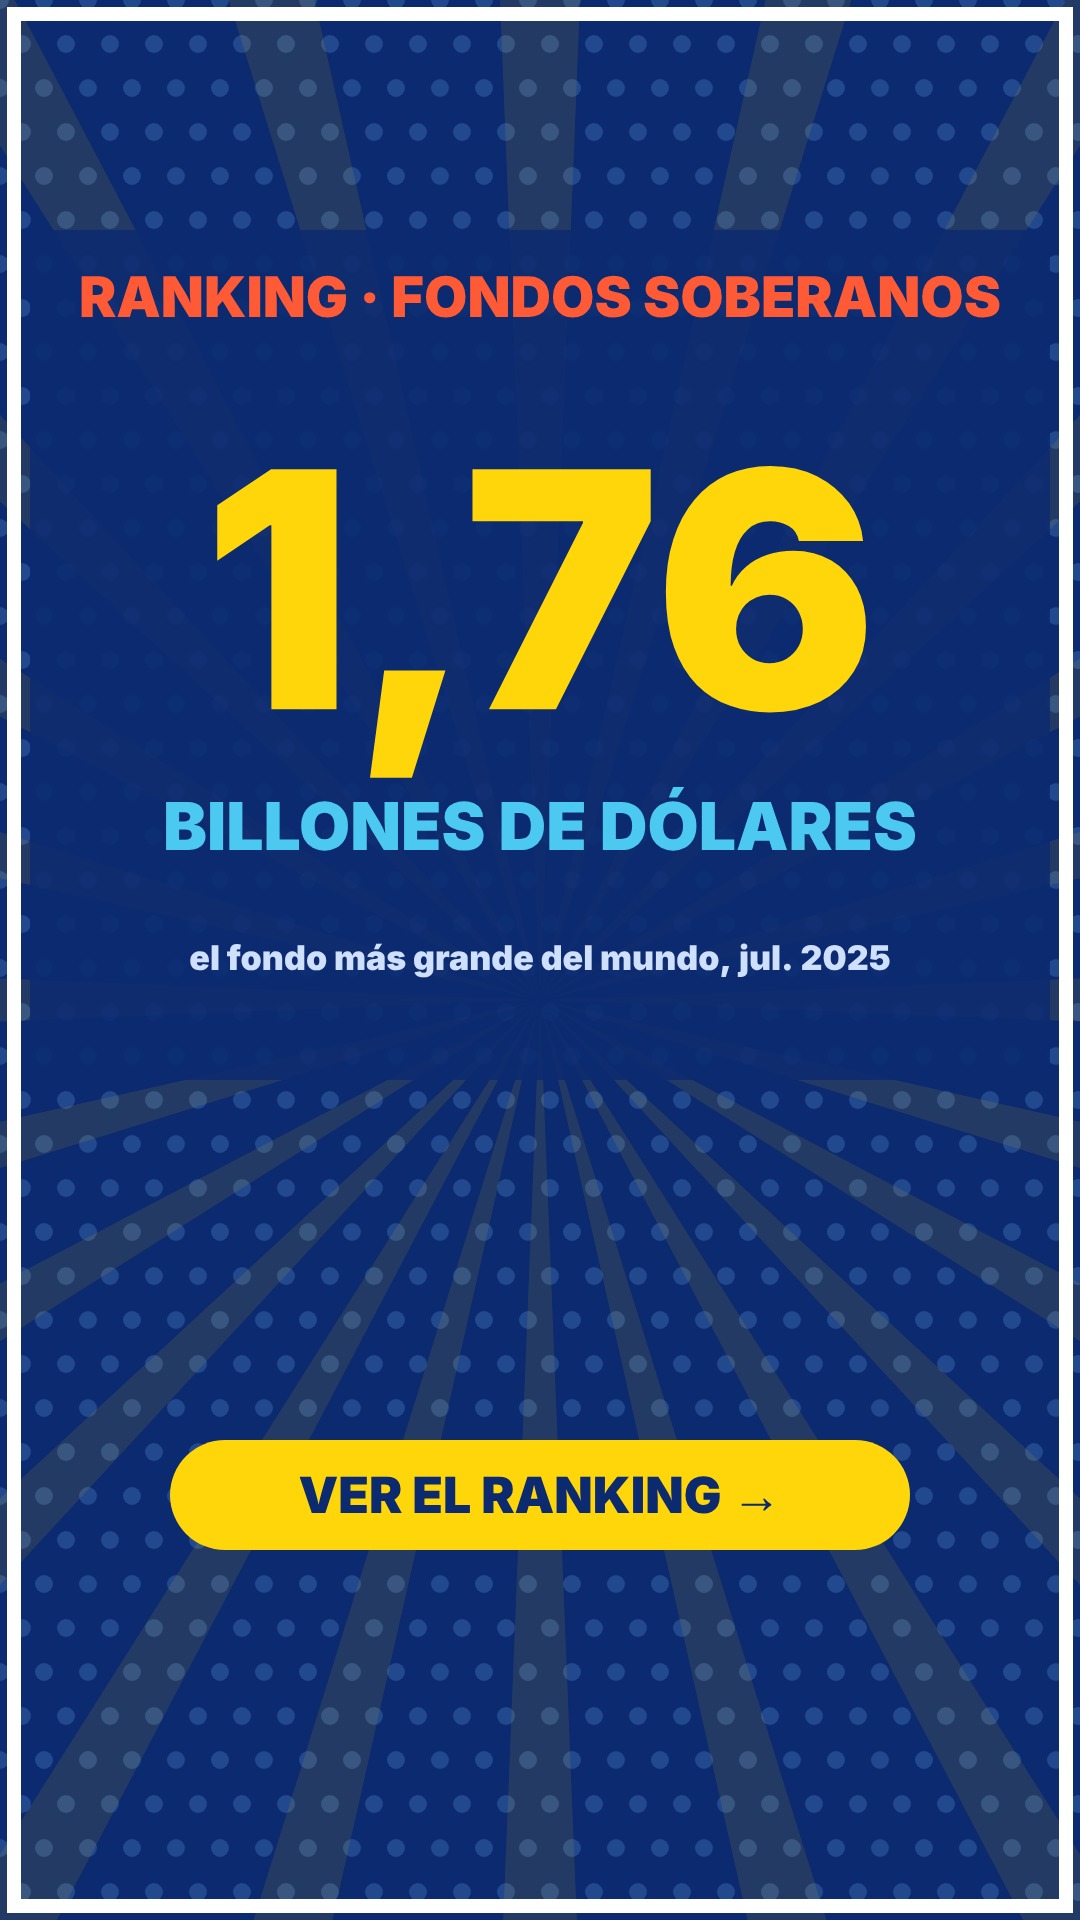 RANKING · FONDOS SOBERANOS
1,76
BILLONES DE DÓLARES
el fondo más grande del mundo, jul. 2025
VER EL RANKING →